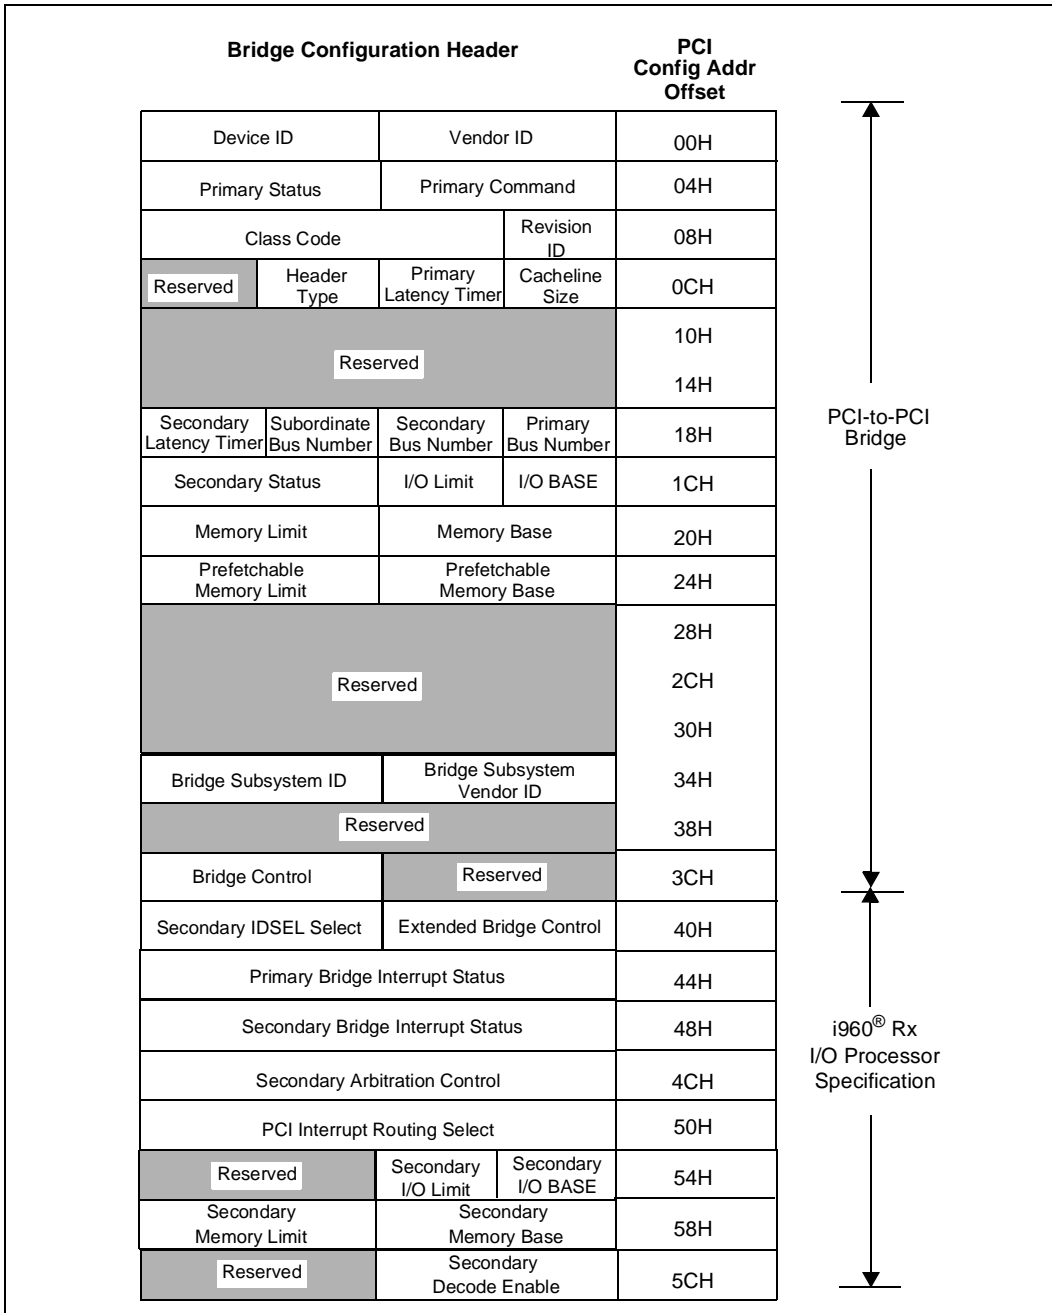 Bridge Configuration Header
PCI
Config Addr
Offset
Device ID Vendor ID 00H
Primary Status Primary Command 04H
Class Code Revision
ID 08H
Reserved Header
Type Primary
Latency Timer Cacheline
Size 0CH
Reserved 10H
14H
Secondary
Latency Timer Subordinate
Bus Number Secondary
Bus Number Primary
Bus Number 18H
PCI-to-PCI
Bridge
Secondary Status I/O Limit I/O BASE 1CH
Memory Limit Memory Base 20H
Prefetchable
Memory Limit Prefetchable
Memory Base 24H
Reserved 28H
2CH
30H
Bridge Subsystem ID Bridge Subsystem
Vendor ID 34H
Reserved 38H
Bridge Control Reserved 3CH
Secondary IDSEL Select Extended Bridge Control 40H
Primary Bridge Interrupt Status 44H
Secondary Bridge Interrupt Status 48H
i960® Rx
I/O Processor
Specification
Secondary Arbitration Control 4CH
PCI Interrupt Routing Select 50H
Reserved Secondary
I/O Limit Secondary
I/O BASE 54H
Secondary
Memory Limit Secondary
Memory Base 58H
Reserved Secondary
Decode Enable 5CH